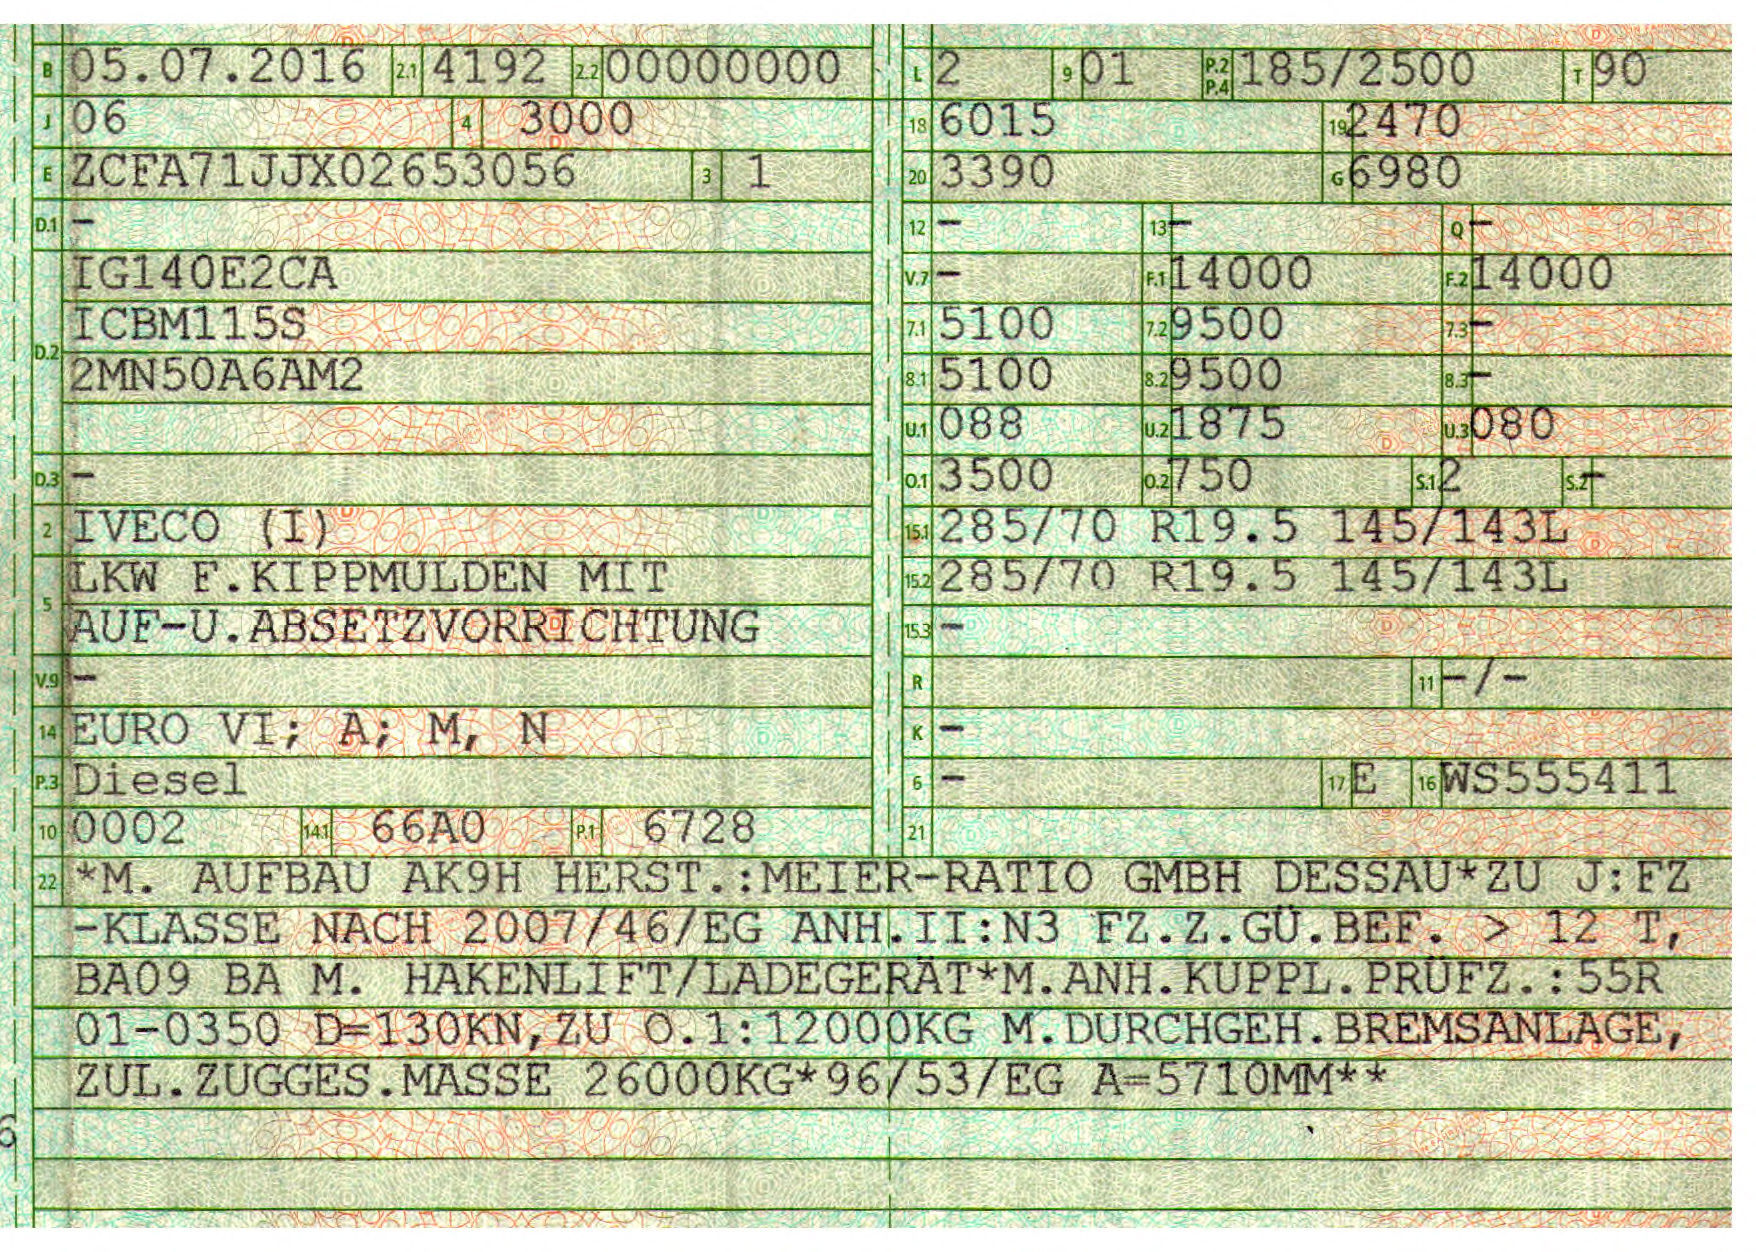 B 05.07.2016 2.1 4192 2.2 00000000
J 06 4 3000
E ZCFA71JJX02653056 3 1
D.1 -
IG140E2CA
ICBM115S
D.2
2MN50A6AM2
D.3 -
2 IVECO (I)
LKW F.KIPPMULDEN MIT
5
AUF-U.ABSETZVORRICHTUNG
V.9 -
14 EURO VI; A; M, N
P.3 Diesel
10 0002 14.1 66A0 P.1 6728
L 2 9 01 P.2 P.4 185/2500 T 90
18 6015 19 2470
20 3390 G 6980
12 - 13 - Q -
V.7 - F.1 14000 F.2 14000
7.1 5100 7.2 9500 7.3 -
8.1 5100 8.2 9500 8.3 -
U.1 088 U.2 1875 U.3 080
O.1 3500 O.2 750 S.1 2 S.2 -
15.1 285/70 R19.5 145/143L
15.2 285/70 R19.5 145/143L
15.3 -
R 11 -/-
K -
6 - 17 E 16 WS555411
21
22 *M. AUFBAU AK9H HERST.:MEIER-RATIO GMBH DESSAU*ZU J:FZ
-KLASSE NACH 2007/46/EG ANH.II:N3 FZ.Z.GÜ.BEF. > 12 T,
BA09 BA M. HAKENLIFT/LADEGERÄT*M.ANH.KUPPL.PRÜFZ.:55R
01-0350 D=130KN,ZU O.1:12000KG M.DURCHGEH.BREMSANLAGE,
ZUL.ZUGGES.MASSE 26000KG*96/53/EG A=5710MM**
6